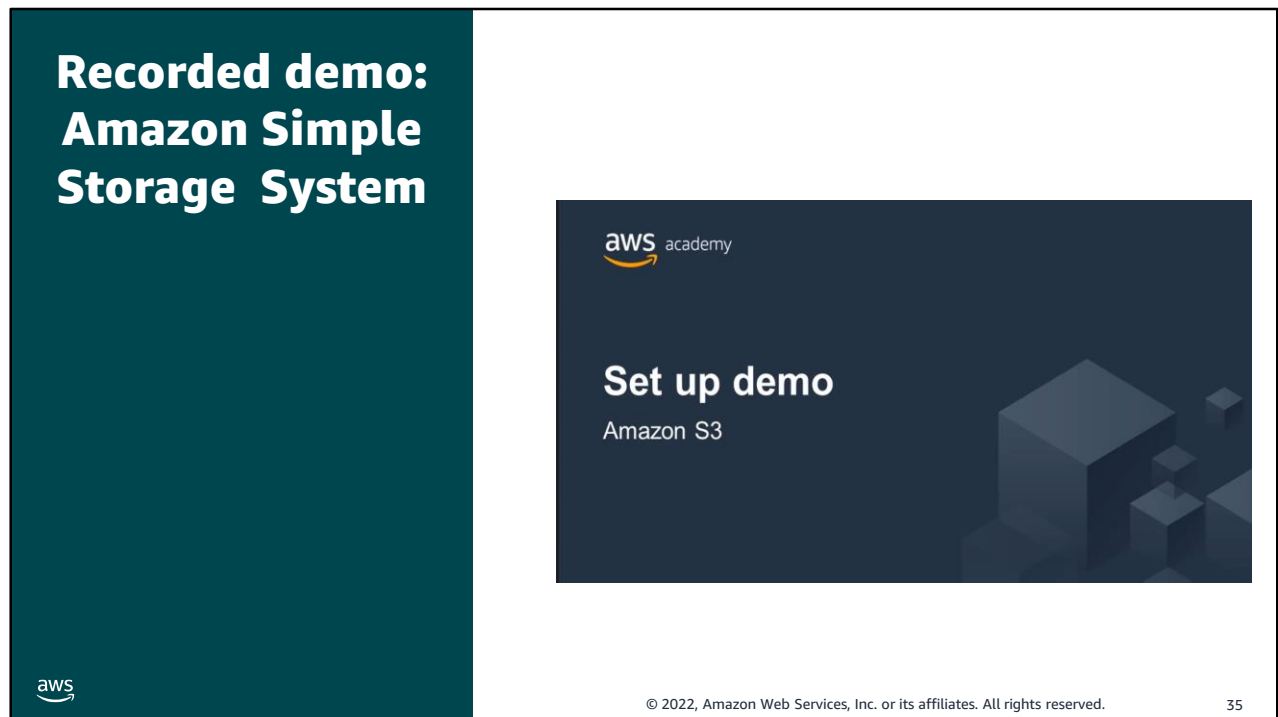 Recorded demo:
Amazon Simple
Storage System
aws academy
Set up demo
Amazon S3
aws
© 2022, Amazon Web Services, Inc. or its affiliates. All rights reserved.
35